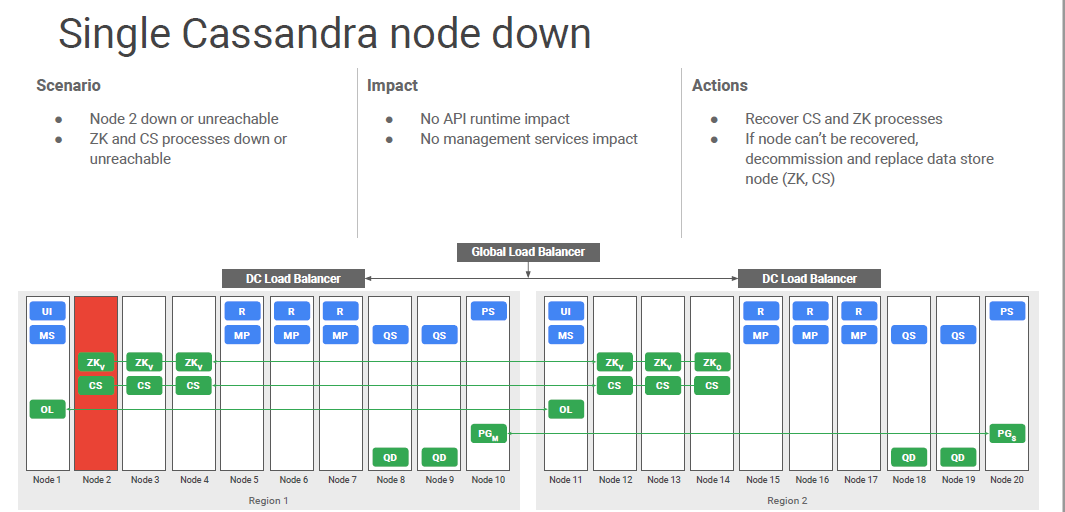 Single Cassandra node down
Scenario
● Node 2 down or unreachable
● ZK and CS processes down or
unreachable
Impact
● No API runtime impact
● No management services impact
Actions
● Recover CS and ZK processes
● If node can't be recovered,
decommission and replace data store
node (ZK, CS)
Global Load Balancer
DC Load Balancer DC Load Balancer
UI R R R PS UI R R R PS
MS MP MP MP QS QS MS MP MP MP QS QS
ZKV ZKV ZKV ZKV ZKV ZKO
CS CS CS CS CS CS
OL OL
PGM PGS
QD QD QD QD
Node 1 Node 2 Node 3 Node 4 Node 5 Node 6 Node 7 Node 8 Node 9 Node 10 Node 11 Node 12 Node 13 Node 14 Node 15 Node 16 Node 17 Node 18 Node 19 Node 20
Region 1 Region 2